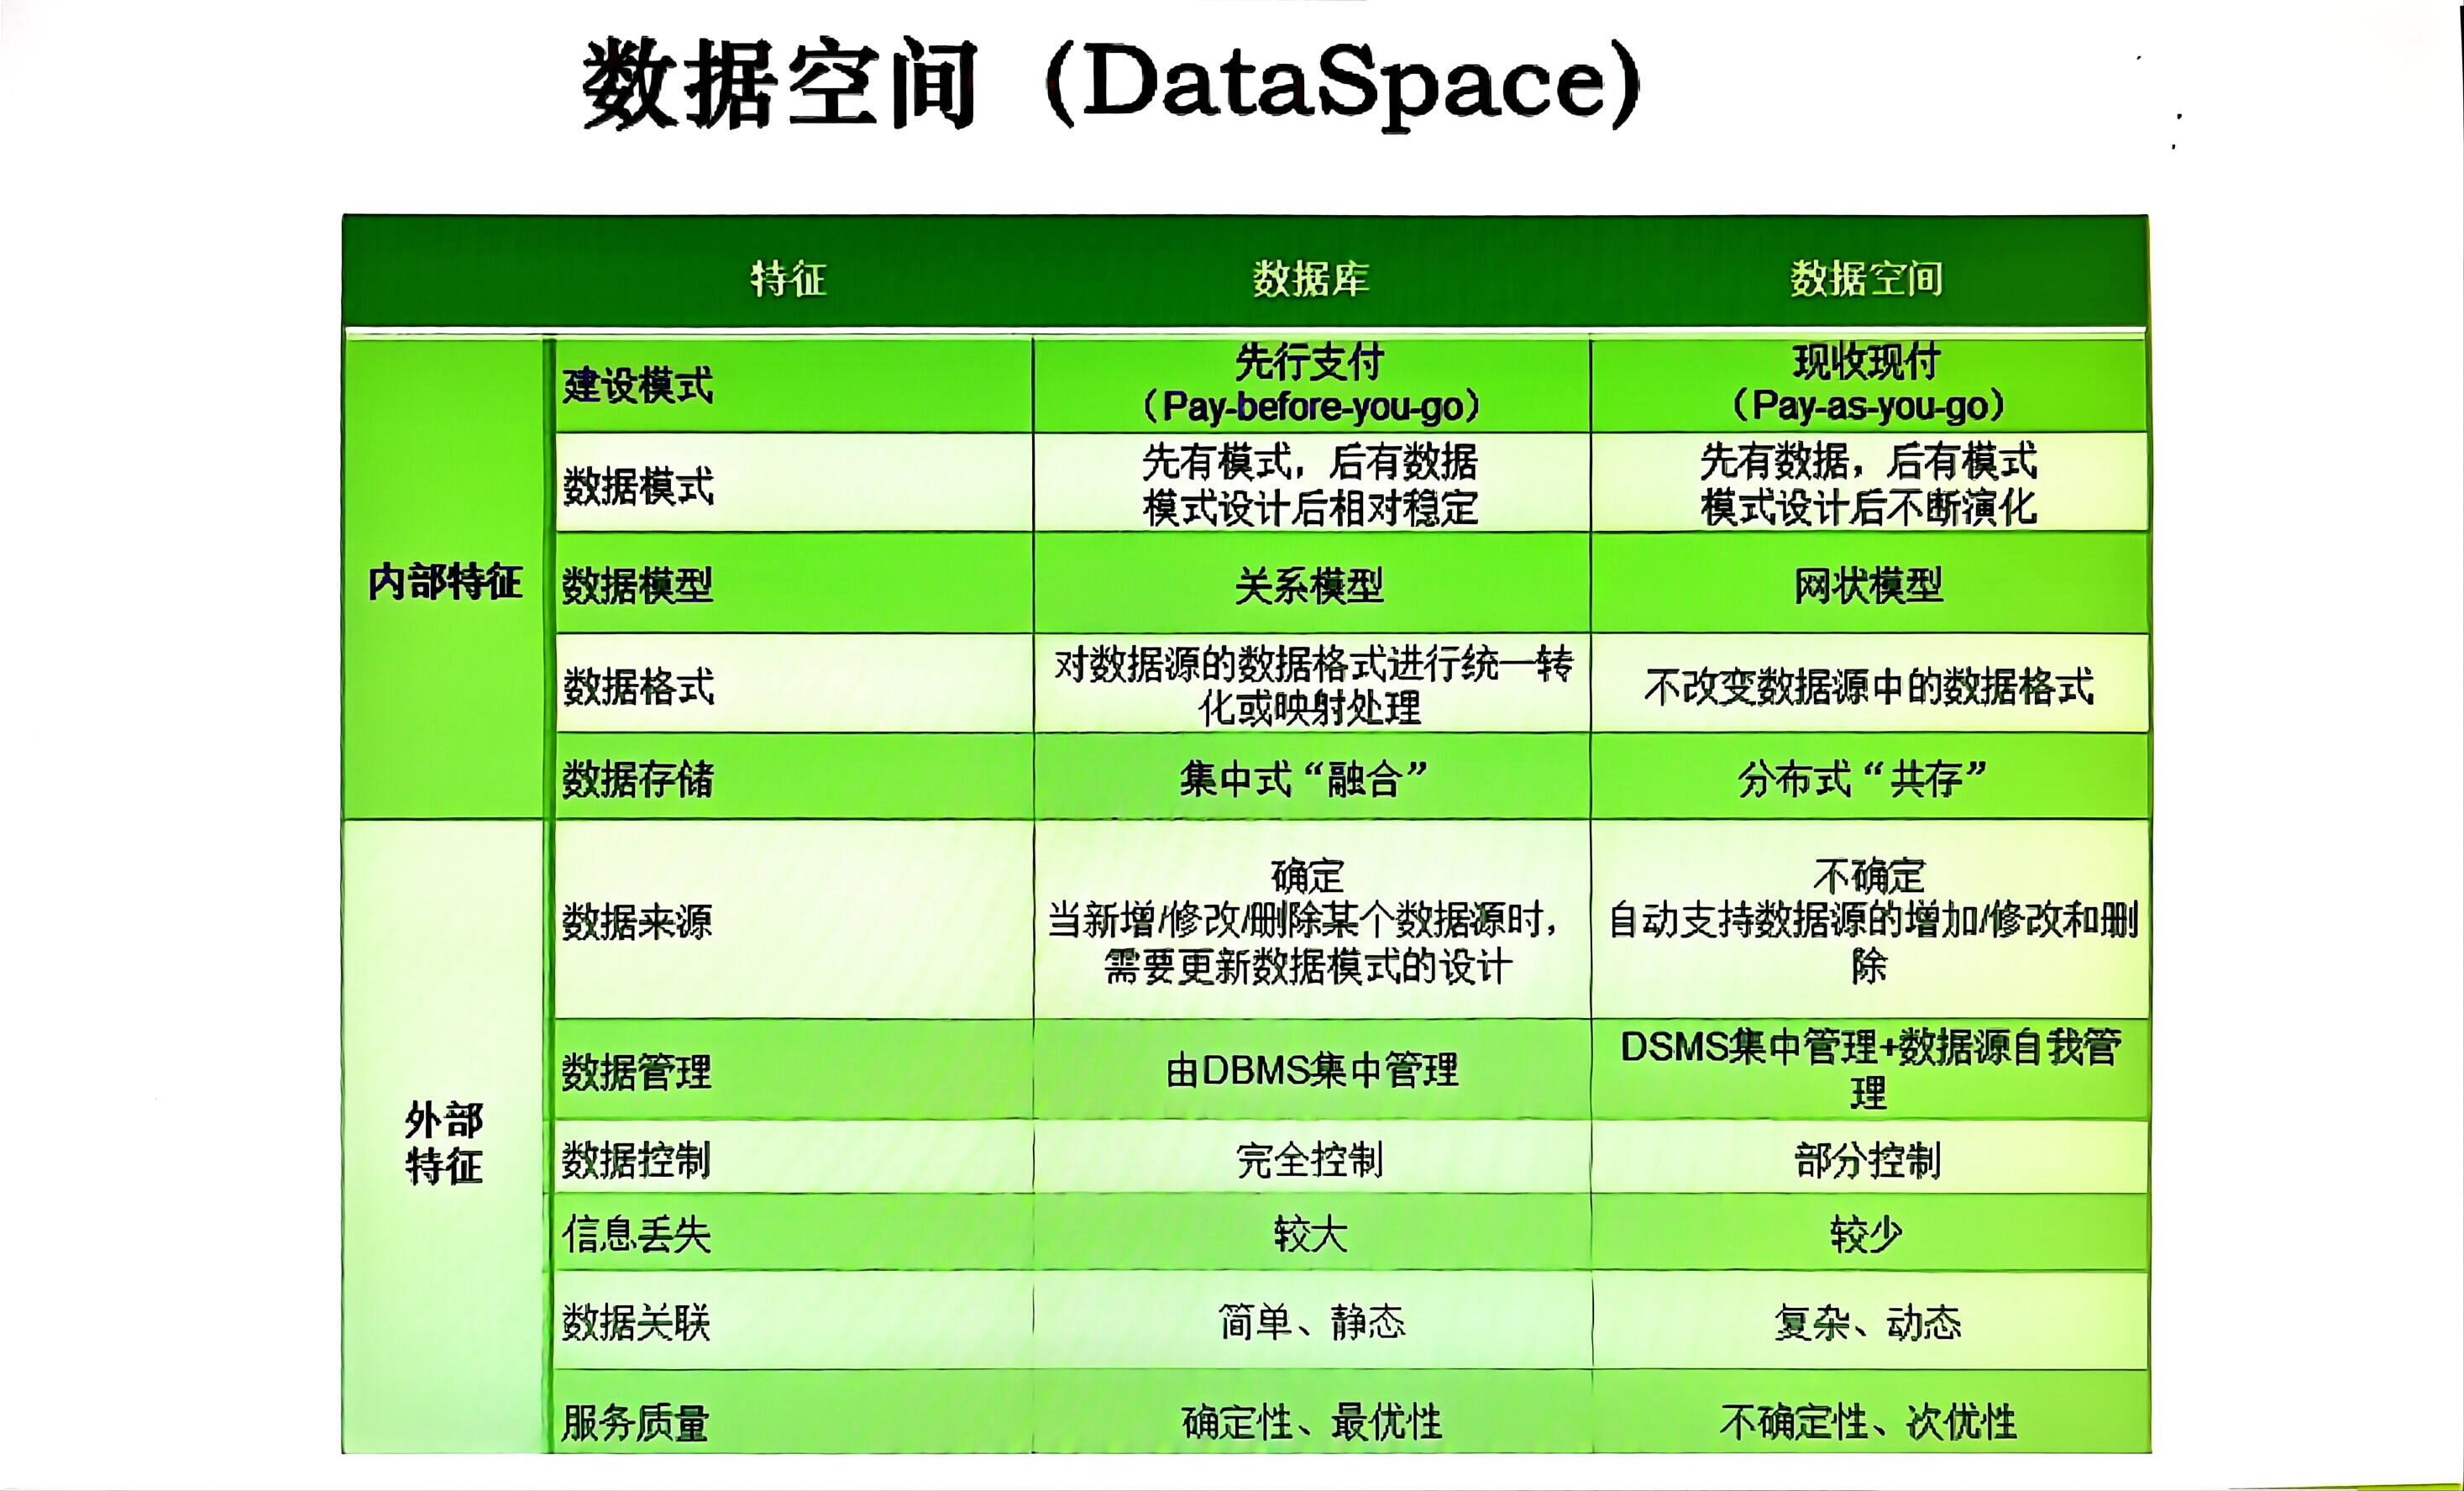 数据空间（DataSpace)
特征 数据库 数据空间
内部特征
建设模式
先行支付
（Pay-before-you-go）
现收现付
（Pay-as-you-go）
数据模式
先有模式，后有数据
模式设计后相对稳定
先有数据，后有模式
模式设计后不断演化
数据模型 关系模型 网状模型
数据格式
对数据源的数据格式进行统一转
化或映射处理
不改变数据源中的数据格式
数据存储 集中式“融合” 分布式“共存”
外部
特征
数据来源
确定
当新增/修改/删除某个数据源时，
需要更新数据模式的设计
不确定
自动支持数据源的增加/修改和删
除
数据管理
由DBMS集中管理
DSMS集中管理+数据源自我管
理
数据控制 完全控制 部分控制
信息丢失 较大 较少
数据关联 简单、静态 复杂、动态
服务质量 确定性、最优性 不确定性、次优性